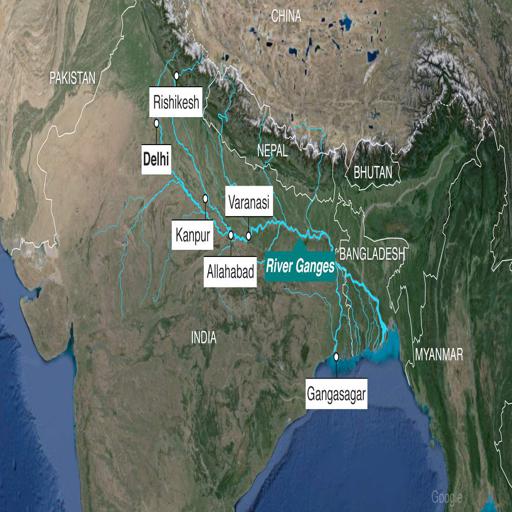 CHINA
PAKISTAN
Rishikesh
Delhi
NEPAL
BHUTAN
Varanasi
Kanpur
Allahabad
River Ganges
BANGLADESH
INDIA
MYANMAR
Gangasagar
Google